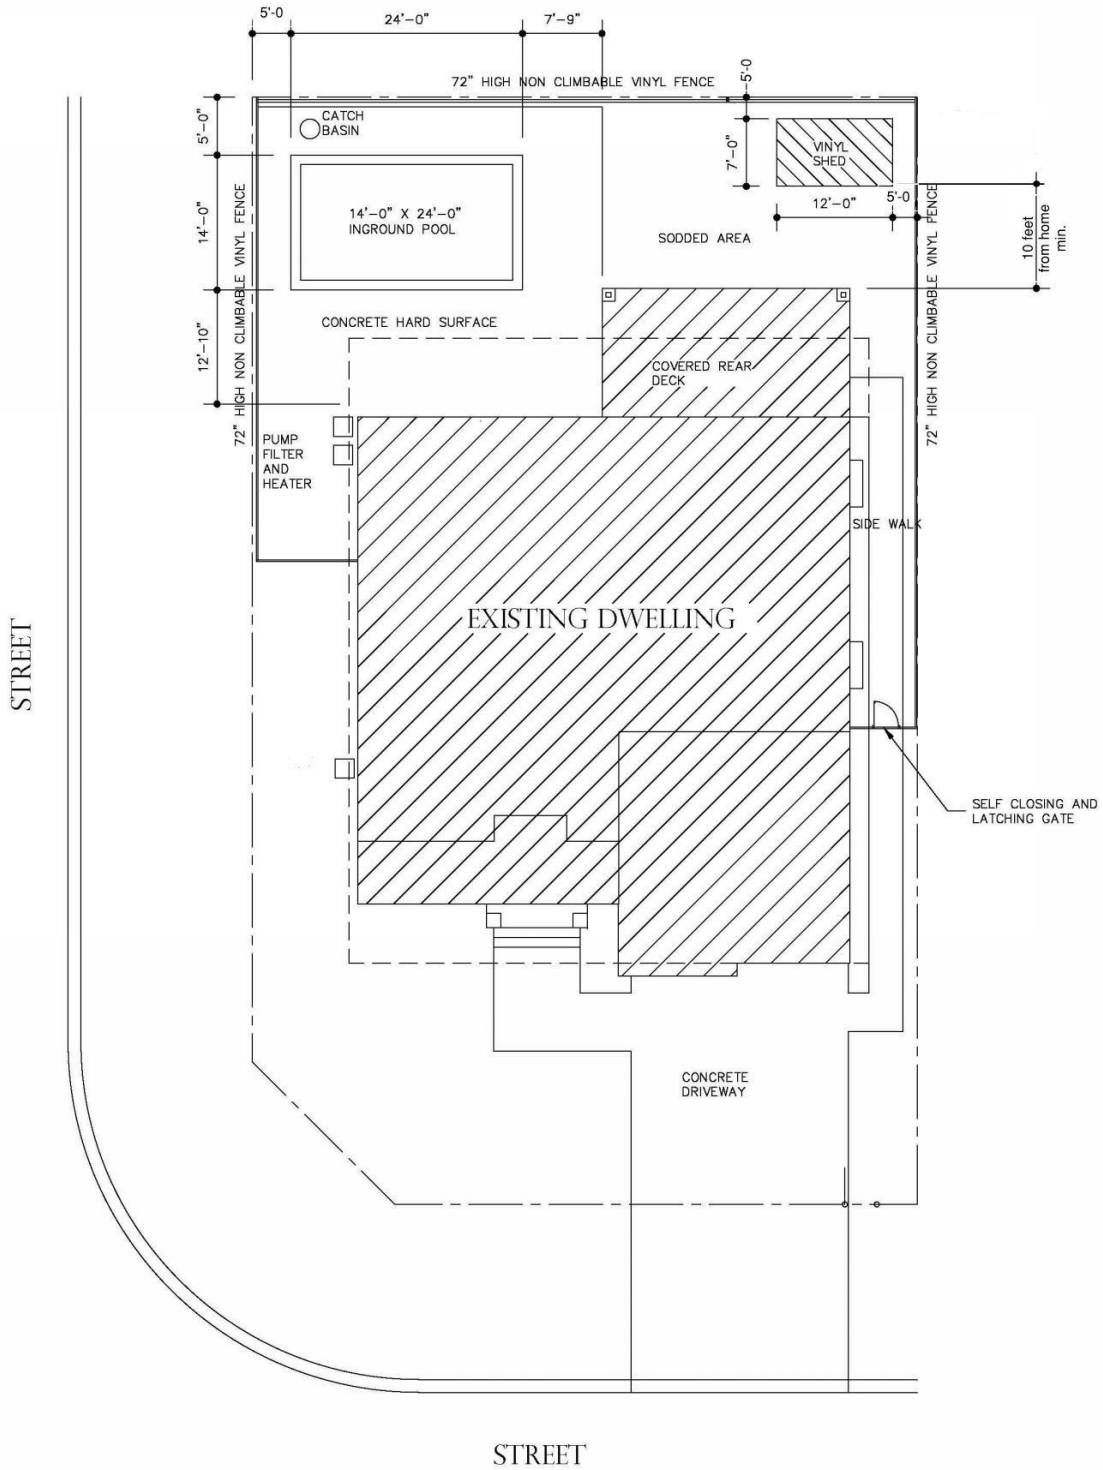 5'-0
24'-0"
7'-9"
72" HIGH NON CLIMBABLE VINYL FENCE
5'-0
5'-0"
CATCH
BASIN
7'-0"
VINYL
SHED
14'-0"
72" HIGH NON CLIMBABLE VINYL FENCE
14'-0" X 24'-0"
INGROUND POOL
12'-0"
5'-0
SODDED AREA
72" HIGH NON CLIMBABLE VINYL FENCE
10 feet
from home
min.
12'-10"
CONCRETE HARD SURFACE
COVERED REAR
DECK
PUMP
FILTER
AND
HEATER
SIDE WALK
EXISTING DWELLING
STREET
SELF CLOSING AND
LATCHING GATE
CONCRETE
DRIVEWAY
STREET